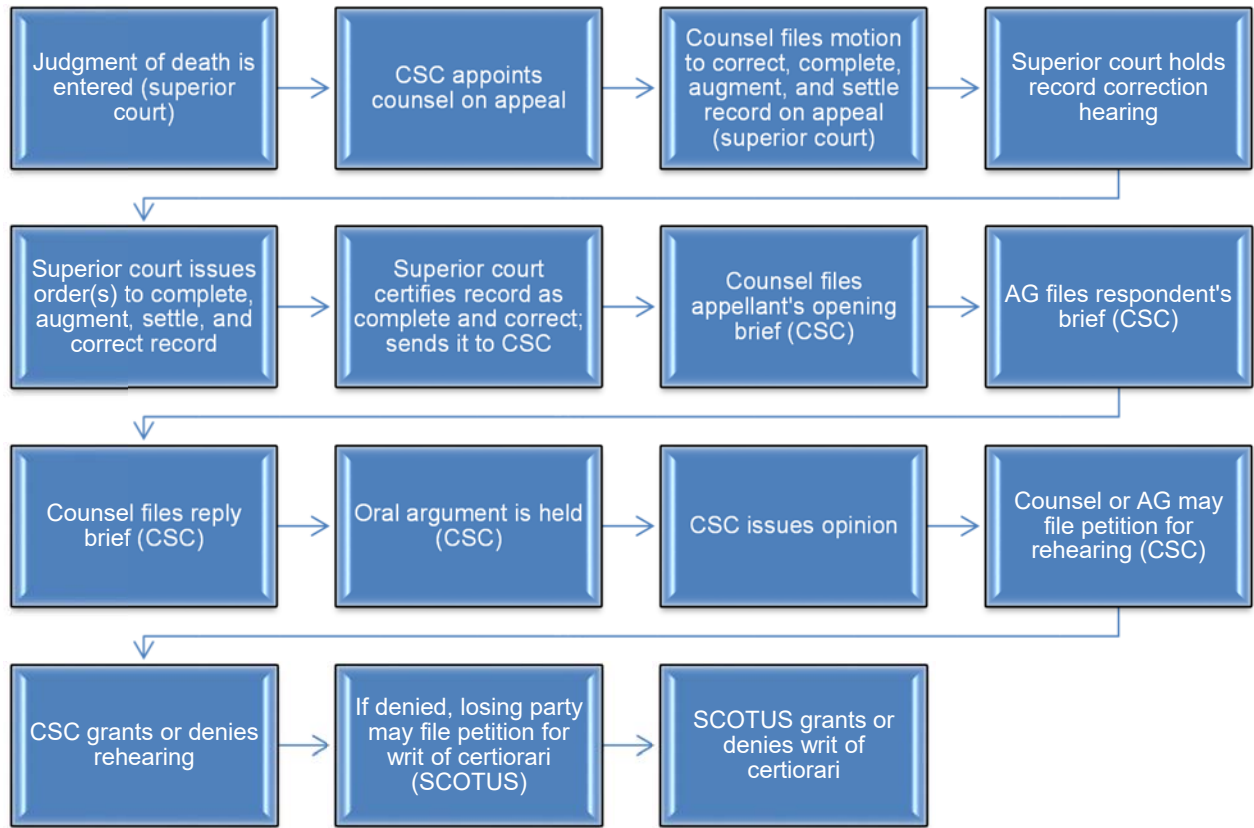 Judgment of death is
entered (superior
court)
CSC appoints
counsel on appeal
Counsel files motion
to correct, complete,
augment, and settle
record on appeal
(superior court)
Superior court holds
record correction
hearing
Superior court issues
order(s) to complete,
augment, settle, and
correct record
Superior court
certifies record as
complete and correct;
sends it to CSC
Counsel files
appellant's opening
brief (CSC)
AG files respondent's
brief (CSC)
Counsel files reply
brief (CSC)
Oral argument is held
(CSC)
CSC issues opinion
Counsel or AG may
file petition for
rehearing (CSC)
CSC grants or denies
rehearing
If denied, losing party
may file petition for
writ of certiorari
(SCOTUS)
SCOTUS grants or
denies writ of
certiorari